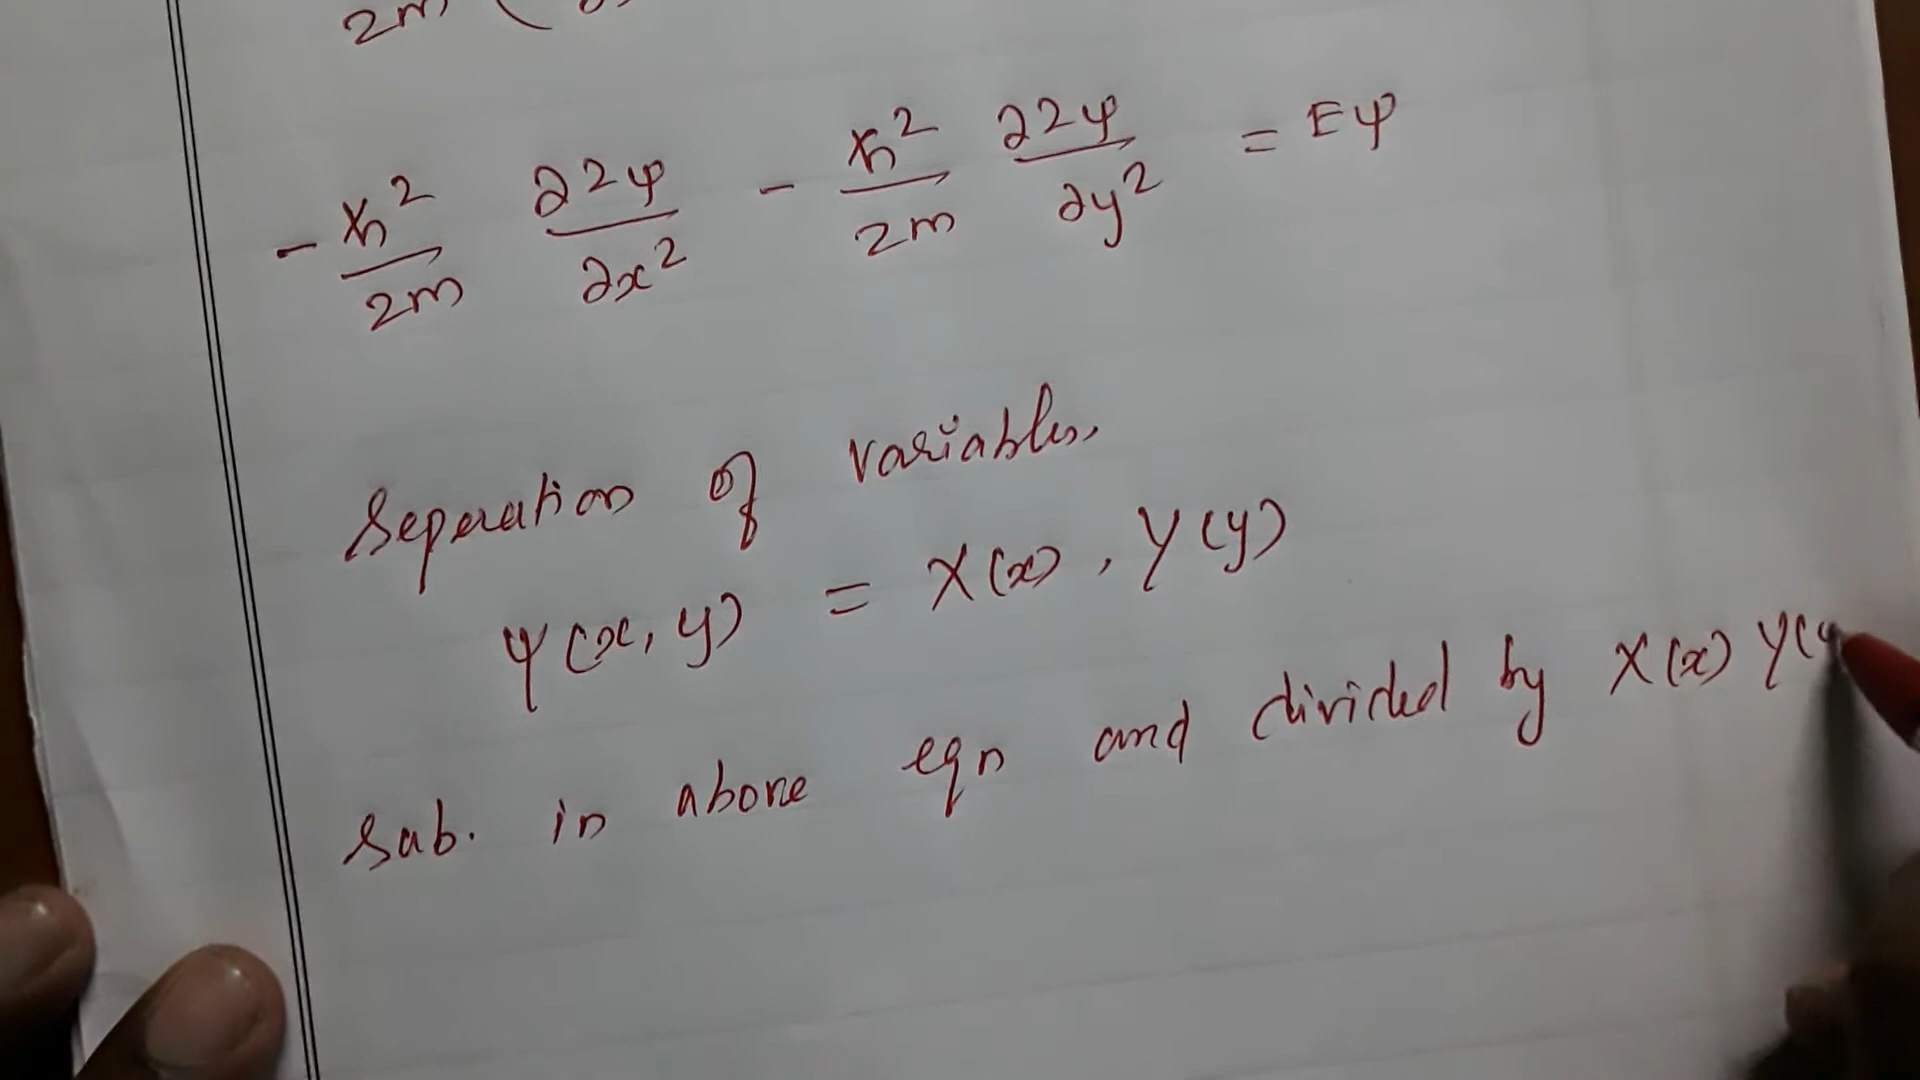 2m (
- ħ²/2m ∂2ψ/∂x² - ħ²/2m ∂2ψ/∂y² = Eψ
Seperation of variables,
ψ(x, y) = X(x) . Y(y)
Sub. in above eqn and divided by X(x) Y(y